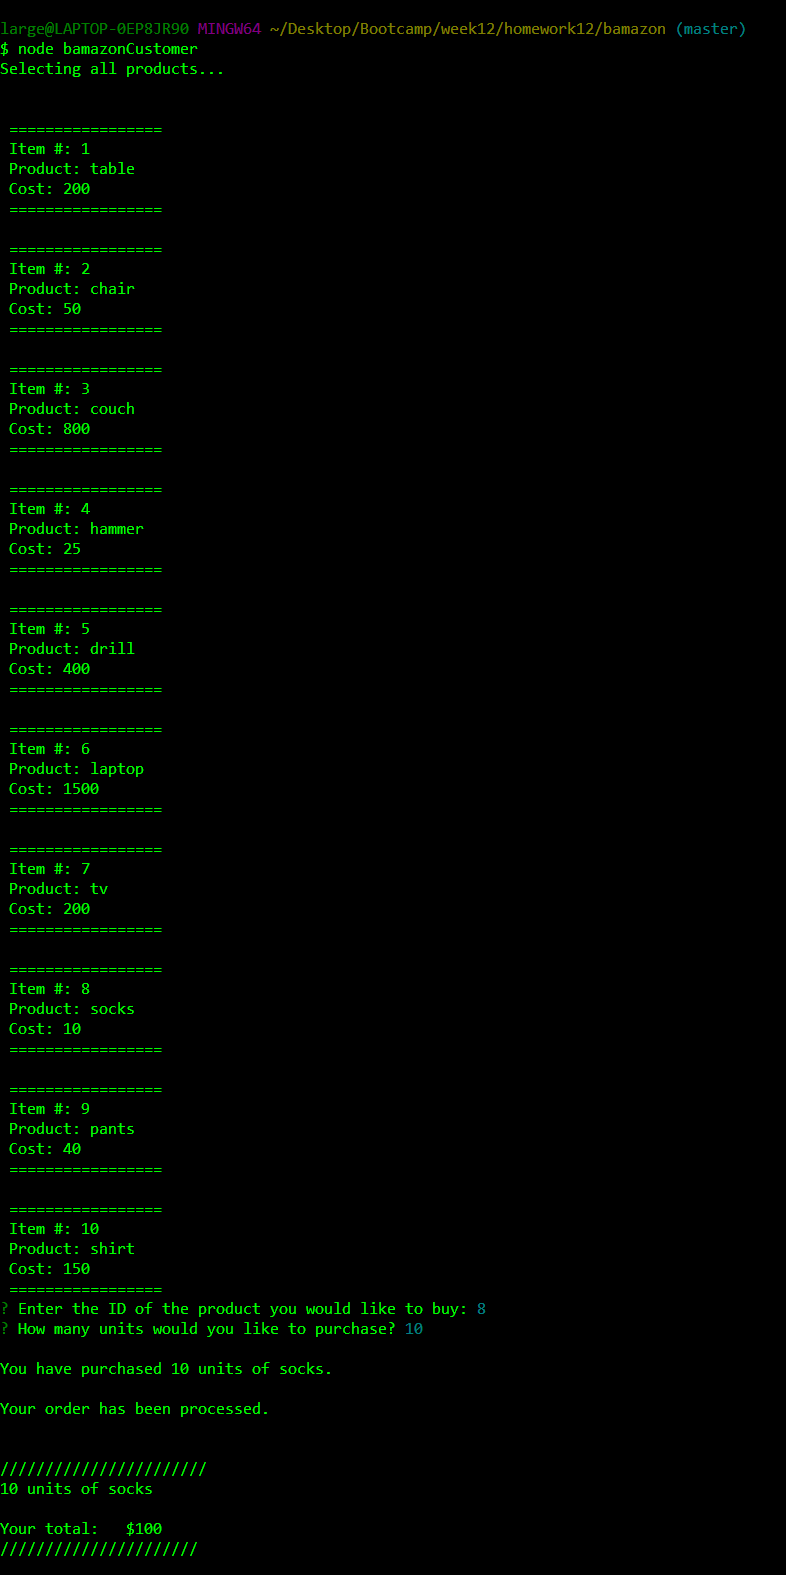 large@LAPTOP-0EP8JR90 MINGW64 ~/Desktop/Bootcamp/week12/homework12/bamazon (master)
$ node bamazonCustomer
Selecting all products...
=================
Item #: 1
Product: table
Cost: 200
=================
=================
Item #: 2
Product: chair
Cost: 50
=================
=================
Item #: 3
Product: couch
Cost: 800
=================
=================
Item #: 4
Product: hammer
Cost: 25
=================
=================
Item #: 5
Product: drill
Cost: 400
=================
=================
Item #: 6
Product: laptop
Cost: 1500
=================
=================
Item #: 7
Product: tv
Cost: 200
=================
=================
Item #: 8
Product: socks
Cost: 10
=================
=================
Item #: 9
Product: pants
Cost: 40
=================
=================
Item #: 10
Product: shirt
Cost: 150
=================
? Enter the ID of the product you would like to buy: 8
? How many units would you like to purchase? 10
You have purchased 10 units of socks.
Your order has been processed.
///////////////////////
10 units of socks
Your total:   $100
//////////////////////